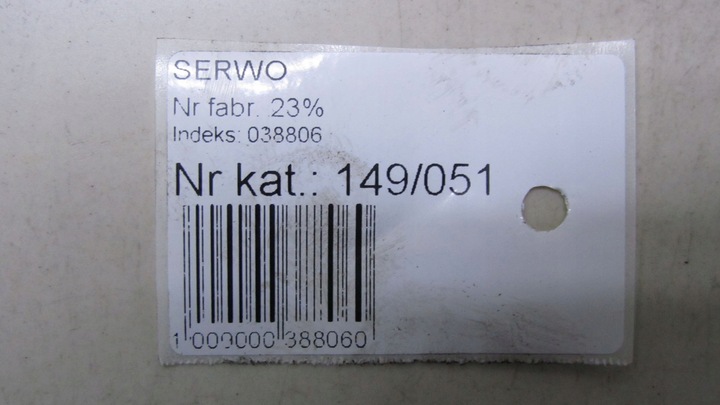 SERWO
Nr fabr. 23%
Indeks: 038806
Nr kat.: 149/051
1 000000 388060